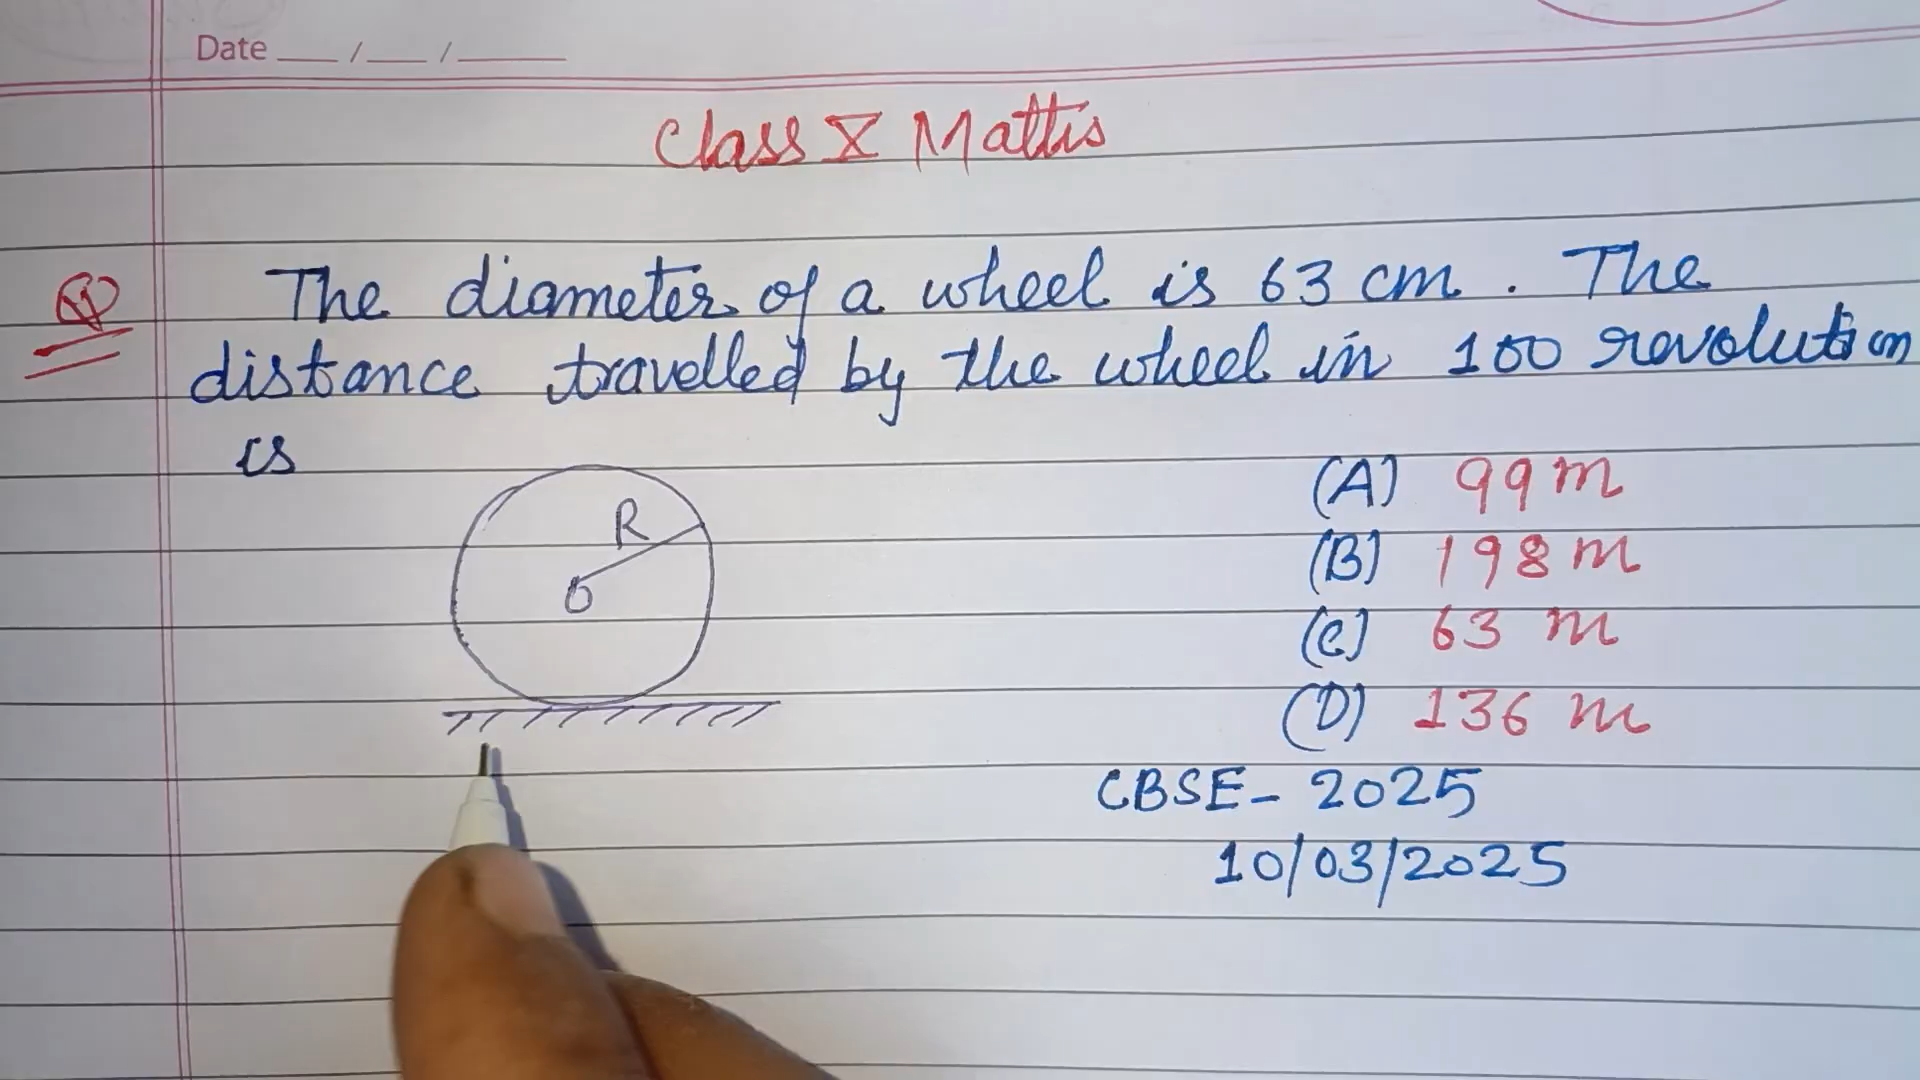 Date ___ /___ /_____
Class X Maths
Q The diameter of a wheel is 63 cm. The
distance travelled by the wheel in 100 revolution
is
R
O
(A) 99 m
(B) 198 m
(C) 63 m
(D) 136 m
CBSE - 2025
10/03/2025